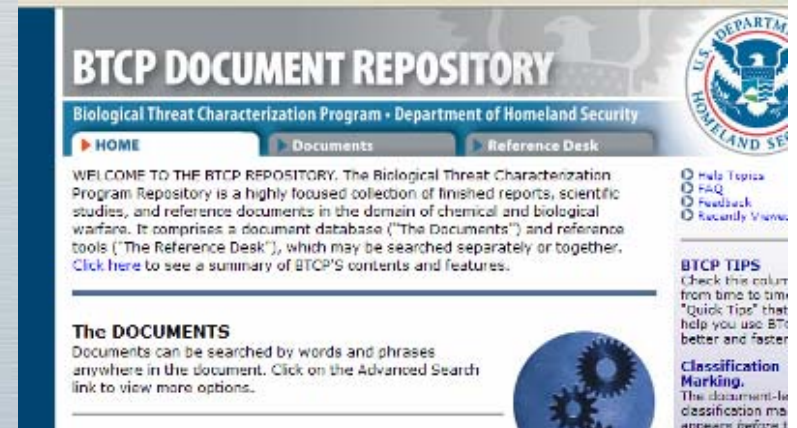 BTCP DOCUMENT REPOSITORY
Biological Threat Characterization Program • Department of Homeland Security
HOME
Documents
Reference Desk
U.S. DEPARTM
HOMELAND SEC
WELCOME TO THE BTCP REPOSITORY. The Biological Threat Characterization
Program Repository is a highly focused collection of finished reports, scientific
studies, and reference documents in the domain of chemical and biological
warfare. It comprises a document database ("The Documents") and reference
tools ("The Reference Desk"), which may be searched separately or together.
Click here to see a summary of BTCP'S contents and features.
The DOCUMENTS
Documents can be searched by words and phrases
anywhere in the document. Click on the Advanced Search
link to view more options.
Help Topics
FAQ
Feedback
Recently Viewed
BTCP TIPS
Check this colum
from time to time
"Quick Tips" that
help you use BTC
better and faster
Classification
Marking.
The document-le
classification ma
appears before t